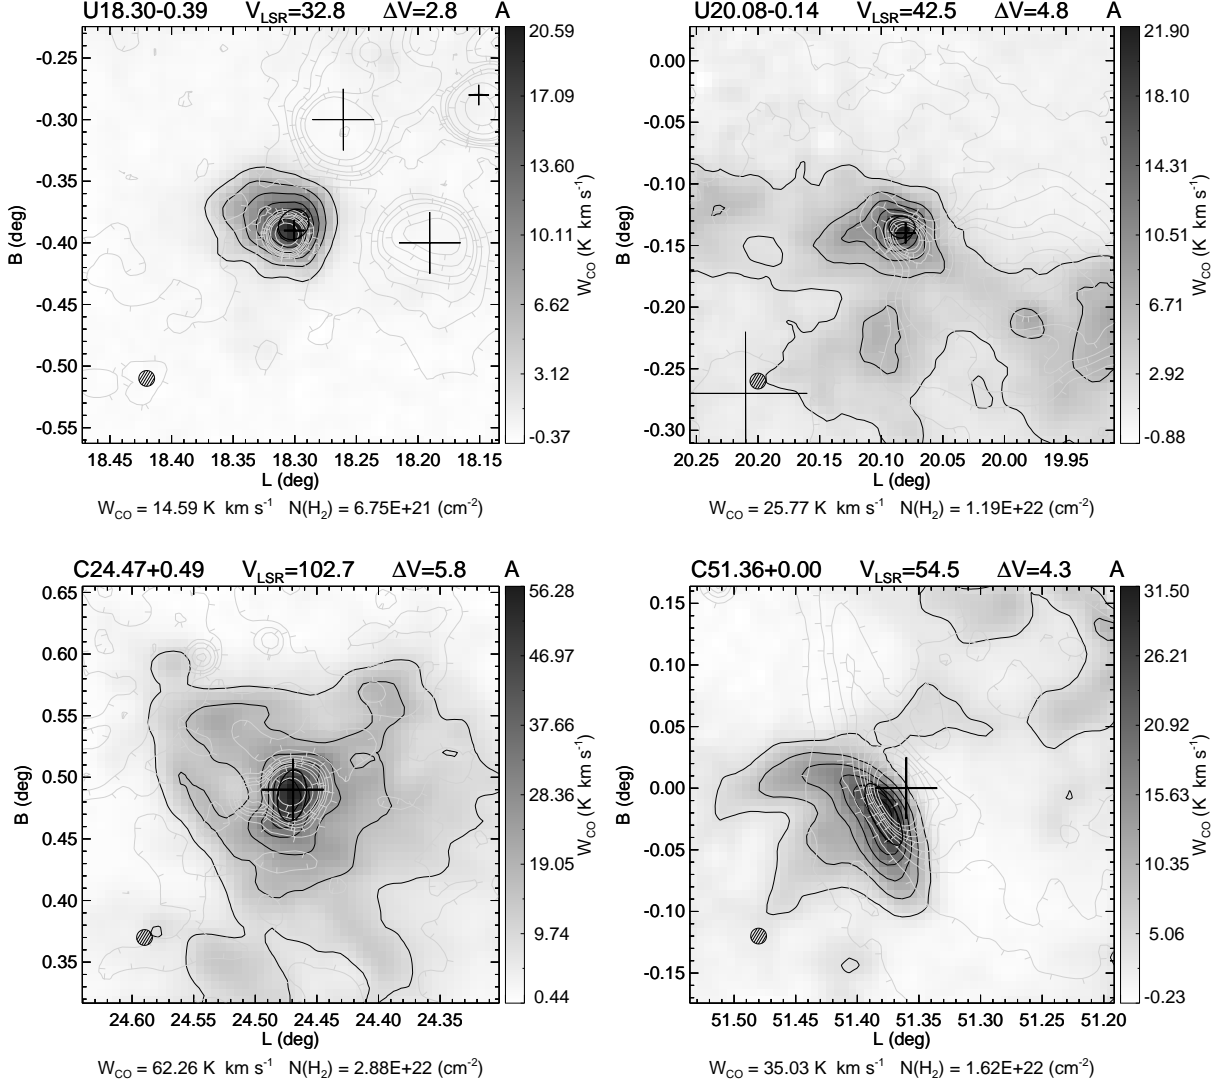 U18.30-0.39 V_LSR=32.8 ΔV=2.8 A
-0.25
-0.30
-0.35
-0.40
-0.45
-0.50
-0.55
B (deg)
18.45 18.40 18.35 18.30 18.25 18.20 18.15
L (deg)
20.59
17.09
13.60
10.11
6.62
3.12
-0.37
W_CO (K km s⁻¹)
W_CO = 14.59 K km s⁻¹ N(H₂) = 6.75E+21 (cm⁻²)
U20.08-0.14 V_LSR=42.5 ΔV=4.8 A
0.00
-0.05
-0.10
-0.15
-0.20
-0.25
-0.30
B (deg)
20.25 20.20 20.15 20.10 20.05 20.00 19.95
L (deg)
21.90
18.10
14.31
10.51
6.71
2.92
-0.88
W_CO (K km s⁻¹)
W_CO = 25.77 K km s⁻¹ N(H₂) = 1.19E+22 (cm⁻²)
C24.47+0.49 V_LSR=102.7 ΔV=5.8 A
0.65
0.60
0.55
0.50
0.45
0.40
0.35
B (deg)
24.60 24.55 24.50 24.45 24.40 24.35
L (deg)
56.28
46.97
37.66
28.36
19.05
9.74
0.44
W_CO (K km s⁻¹)
W_CO = 62.26 K km s⁻¹ N(H₂) = 2.88E+22 (cm⁻²)
C51.36+0.00 V_LSR=54.5 ΔV=4.3 A
0.15
0.10
0.05
0.00
-0.05
-0.10
-0.15
B (deg)
51.50 51.45 51.40 51.35 51.30 51.25 51.20
L (deg)
31.50
26.21
20.92
15.63
10.35
5.06
-0.23
W_CO (K km s⁻¹)
W_CO = 35.03 K km s⁻¹ N(H₂) = 1.62E+22 (cm⁻²)